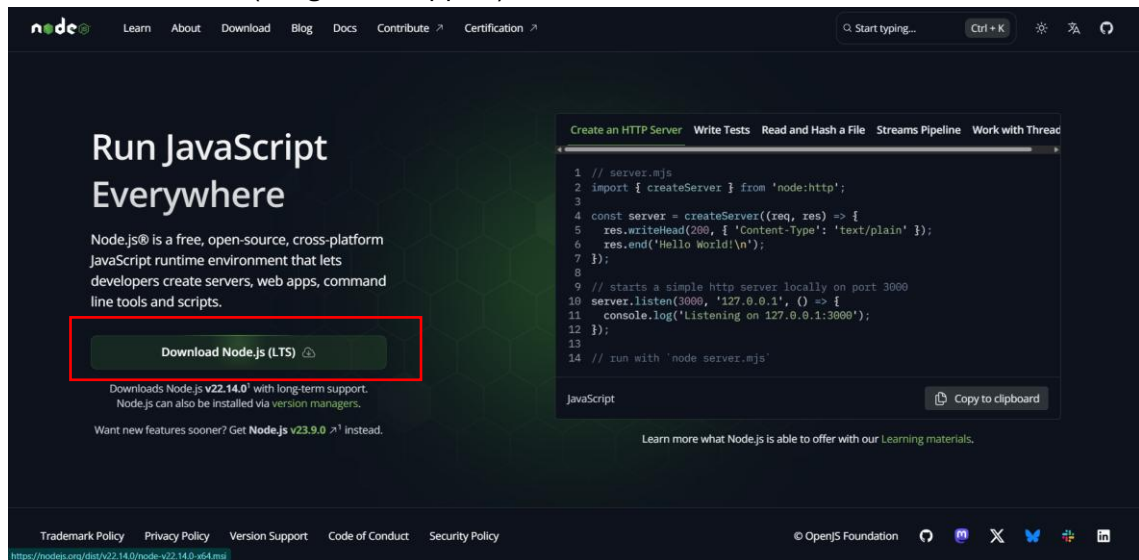 node
Learn About Download Blog Docs Contribute ↗ Certification ↗
Start typing... Ctrl + K
Run JavaScript
Everywhere
Node.js® is a free, open-source, cross-platform
JavaScript runtime environment that lets
developers create servers, web apps, command
line tools and scripts.
Download Node.js (LTS)
Downloads Node.js v22.14.0¹ with long-term support.
Node.js can also be installed via version managers.
Want new features sooner? Get Node.js v23.9.0 ↗¹ instead.
Create an HTTP Server Write Tests Read and Hash a File Streams Pipeline Work with Thread
1 // server.mjs
2 import { createServer } from 'node:http';
3
4 const server = createServer((req, res) => {
5 res.writeHead(200, { 'Content-Type': 'text/plain' });
6 res.end('Hello World!\n');
7 });
8
9 // starts a simple http server locally on port 3000
10 server.listen(3000, '127.0.0.1', () => {
11 console.log('Listening on 127.0.0.1:3000');
12 });
13
14 // run with `node server.mjs`
JavaScript Copy to clipboard
Learn more what Node.js is able to offer with our Learning materials.
Trademark Policy Privacy Policy Version Support Code of Conduct Security Policy
© OpenJS Foundation
https://nodejs.org/dist/v22.14.0/node-v22.14.0-x64.msi